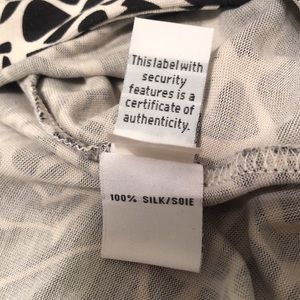 This label with
security
features is a
certificate of
authenticity.
100% SILK/SOIE